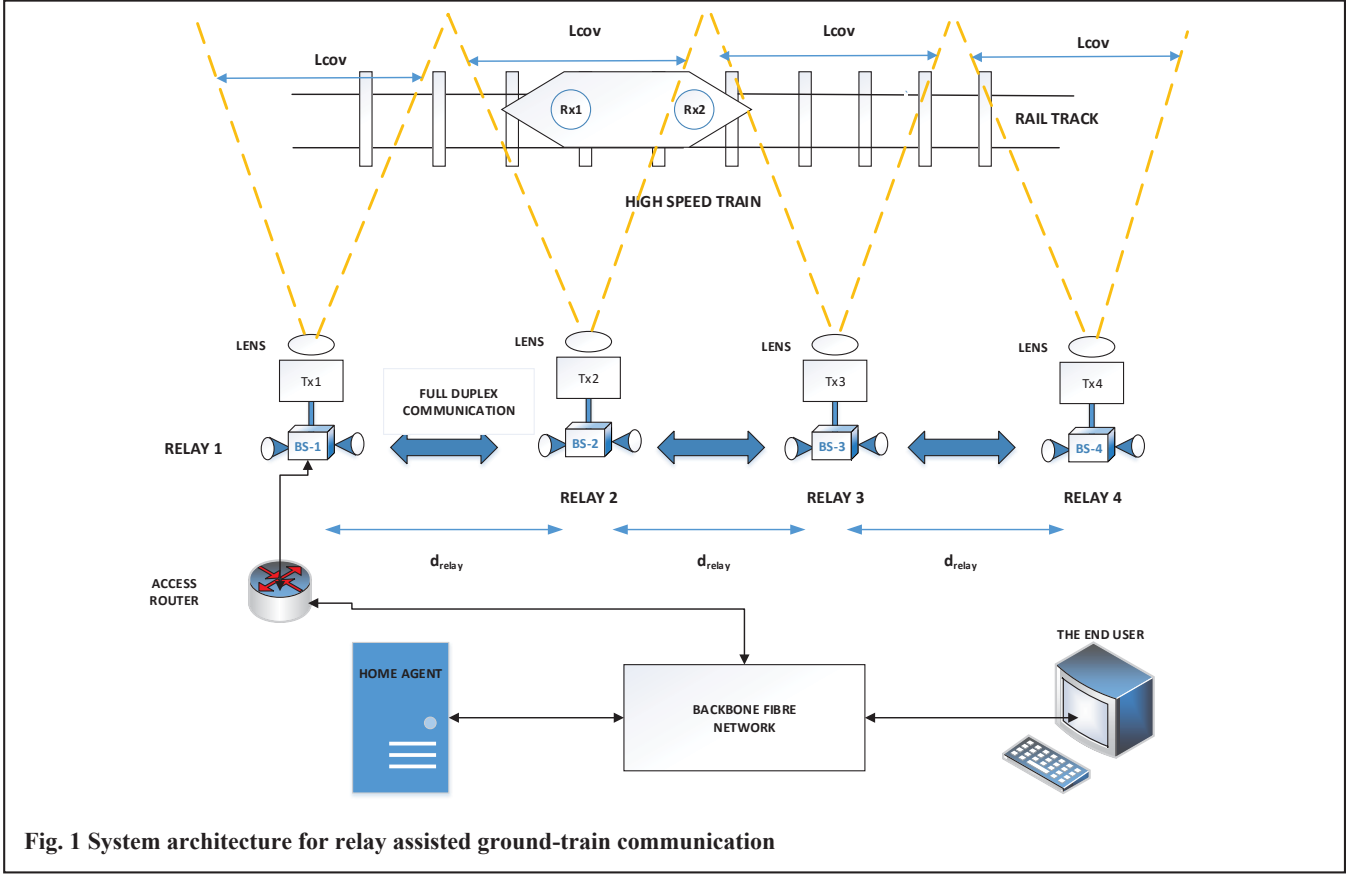 Lcov
Lcov
Lcov
Lcov
Rx1
Rx2
RAIL TRACK
HIGH SPEED TRAIN
LENS
LENS
LENS
LENS
Tx1
Tx2
Tx3
Tx4
FULL DUPLEX
COMMUNICATION
RELAY 1
BS-1
BS-2
BS-3
BS-4
RELAY 2
RELAY 3
RELAY 4
drelay
drelay
drelay
ACCESS
ROUTER
THE END USER
HOME AGENT
BACKBONE FIBRE
NETWORK
Fig. 1 System architecture for relay assisted ground-train communication